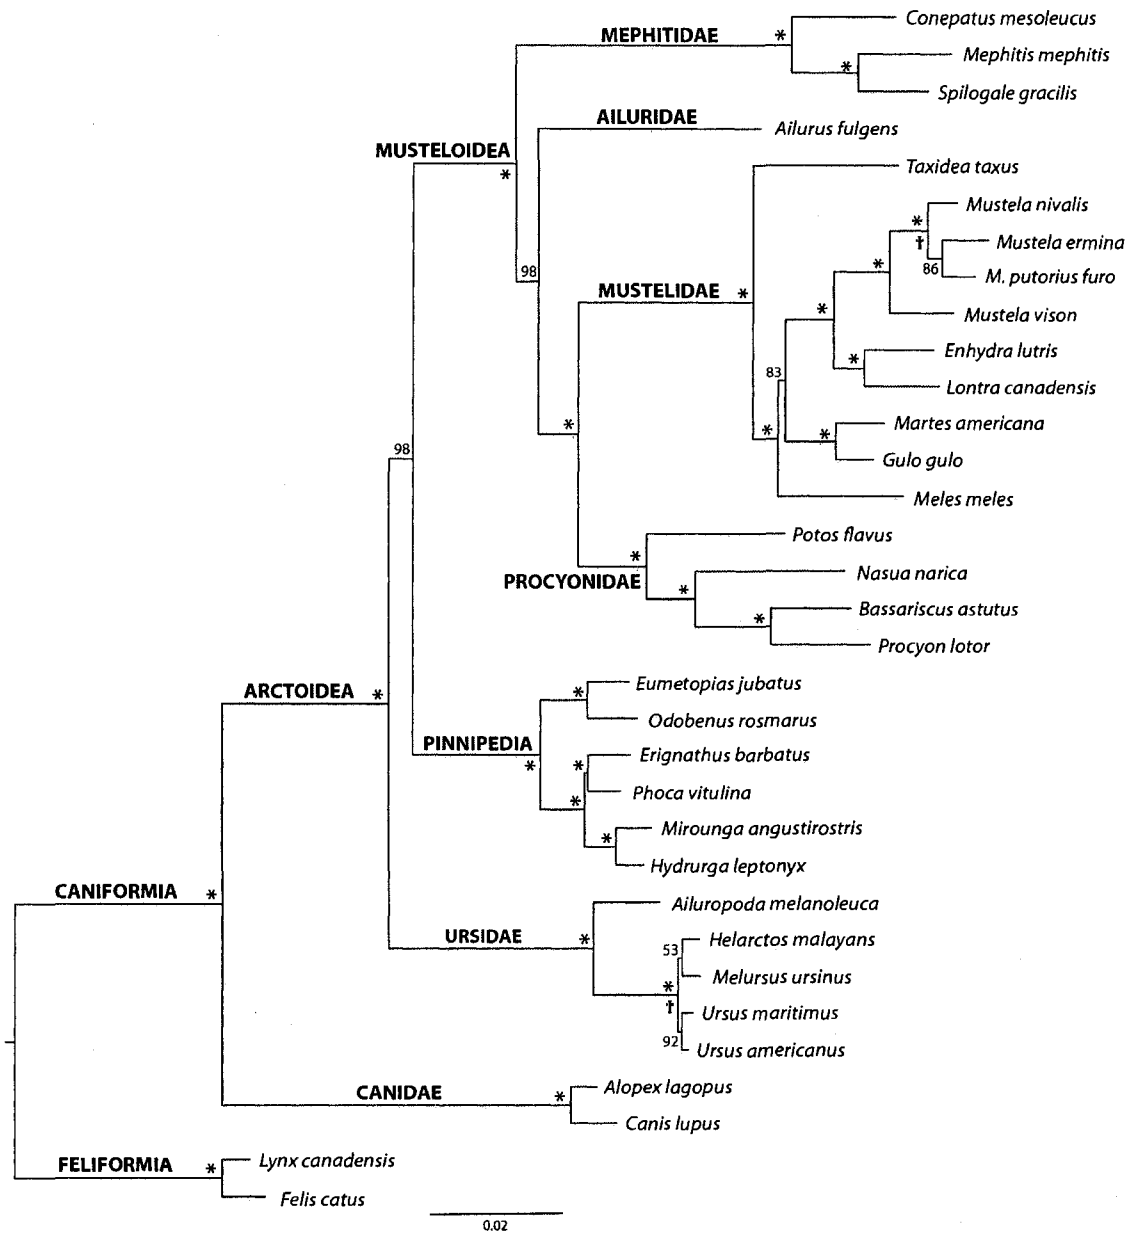 Conepatus mesoleucus
MEPHITIDAE *
Mephitis mephitis
*
Spilogale gracilis
AILURIDAE
Ailurus fulgens
MUSTELOIDEA
*
Taxidea taxus
Mustela nivalis
*
†
Mustela ermina
86
M. putorius furo
*
98
MUSTELIDAE *
*
Mustela vison
Enhydra lutris
*
83
Lontra canadensis
Martes americana
*
*
*
Gulo gulo
98
Meles meles
Potos flavus
*
PROCYONIDAE
Nasua narica
*
Bassariscus astutus
*
Procyon lotor
Eumetopias jubatus
ARCTOIDEA *
*
Odobenus rosmarus
PINNIPEDIA
*
Erignathus barbatus
*
Phoca vitulina
*
Mirounga angustirostris
*
Hydrurga leptonyx
CANIFORMIA *
Ailuropoda melanoleuca
URSIDAE *
Helarctos malayans
53
Melursus ursinus
*
†
Ursus maritimus
92
Ursus americanus
CANIDAE *
Alopex lagopus
Canis lupus
FELIFORMIA *
Lynx canadensis
Felis catus
0.02